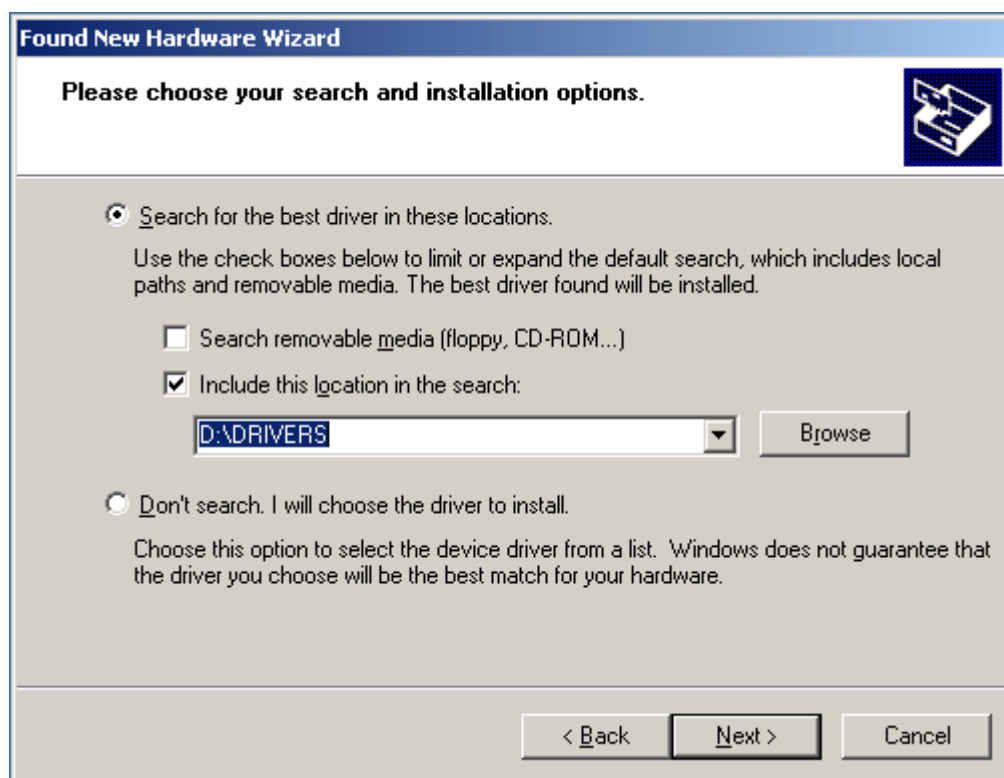 Found New Hardware Wizard
Please choose your search and installation options.
Search for the best driver in these locations.
Use the check boxes below to limit or expand the default search, which includes local
paths and removable media. The best driver found will be installed.
Search removable media (floppy, CD-ROM...)
Include this location in the search:
D:\DRIVERS
Browse
Don't search. I will choose the driver to install.
Choose this option to select the device driver from a list.  Windows does not guarantee that
the driver you choose will be the best match for your hardware.
< Back
Next >
Cancel